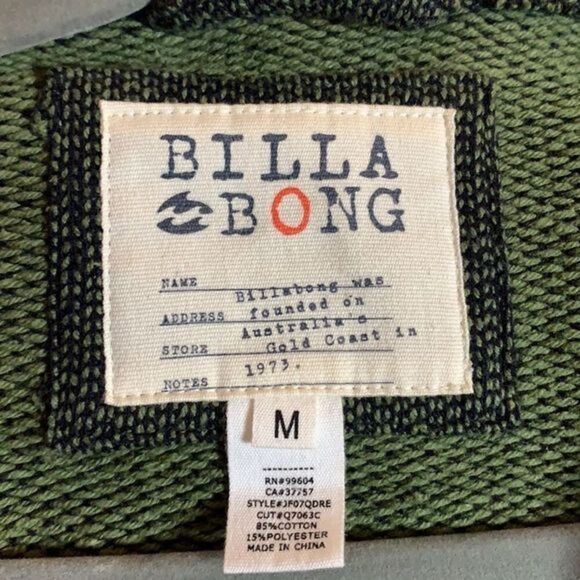 BILLA
BONG
NAME Billabong was
ADDRESS founded on
STORE Australia's
Gold Coast in
NOTES 1973.
M
RN#99604
CA#37757
STYLE#JF07QDRE
CUT#Q7063C
85%COTTON
15%POLYESTER
MADE IN CHINA